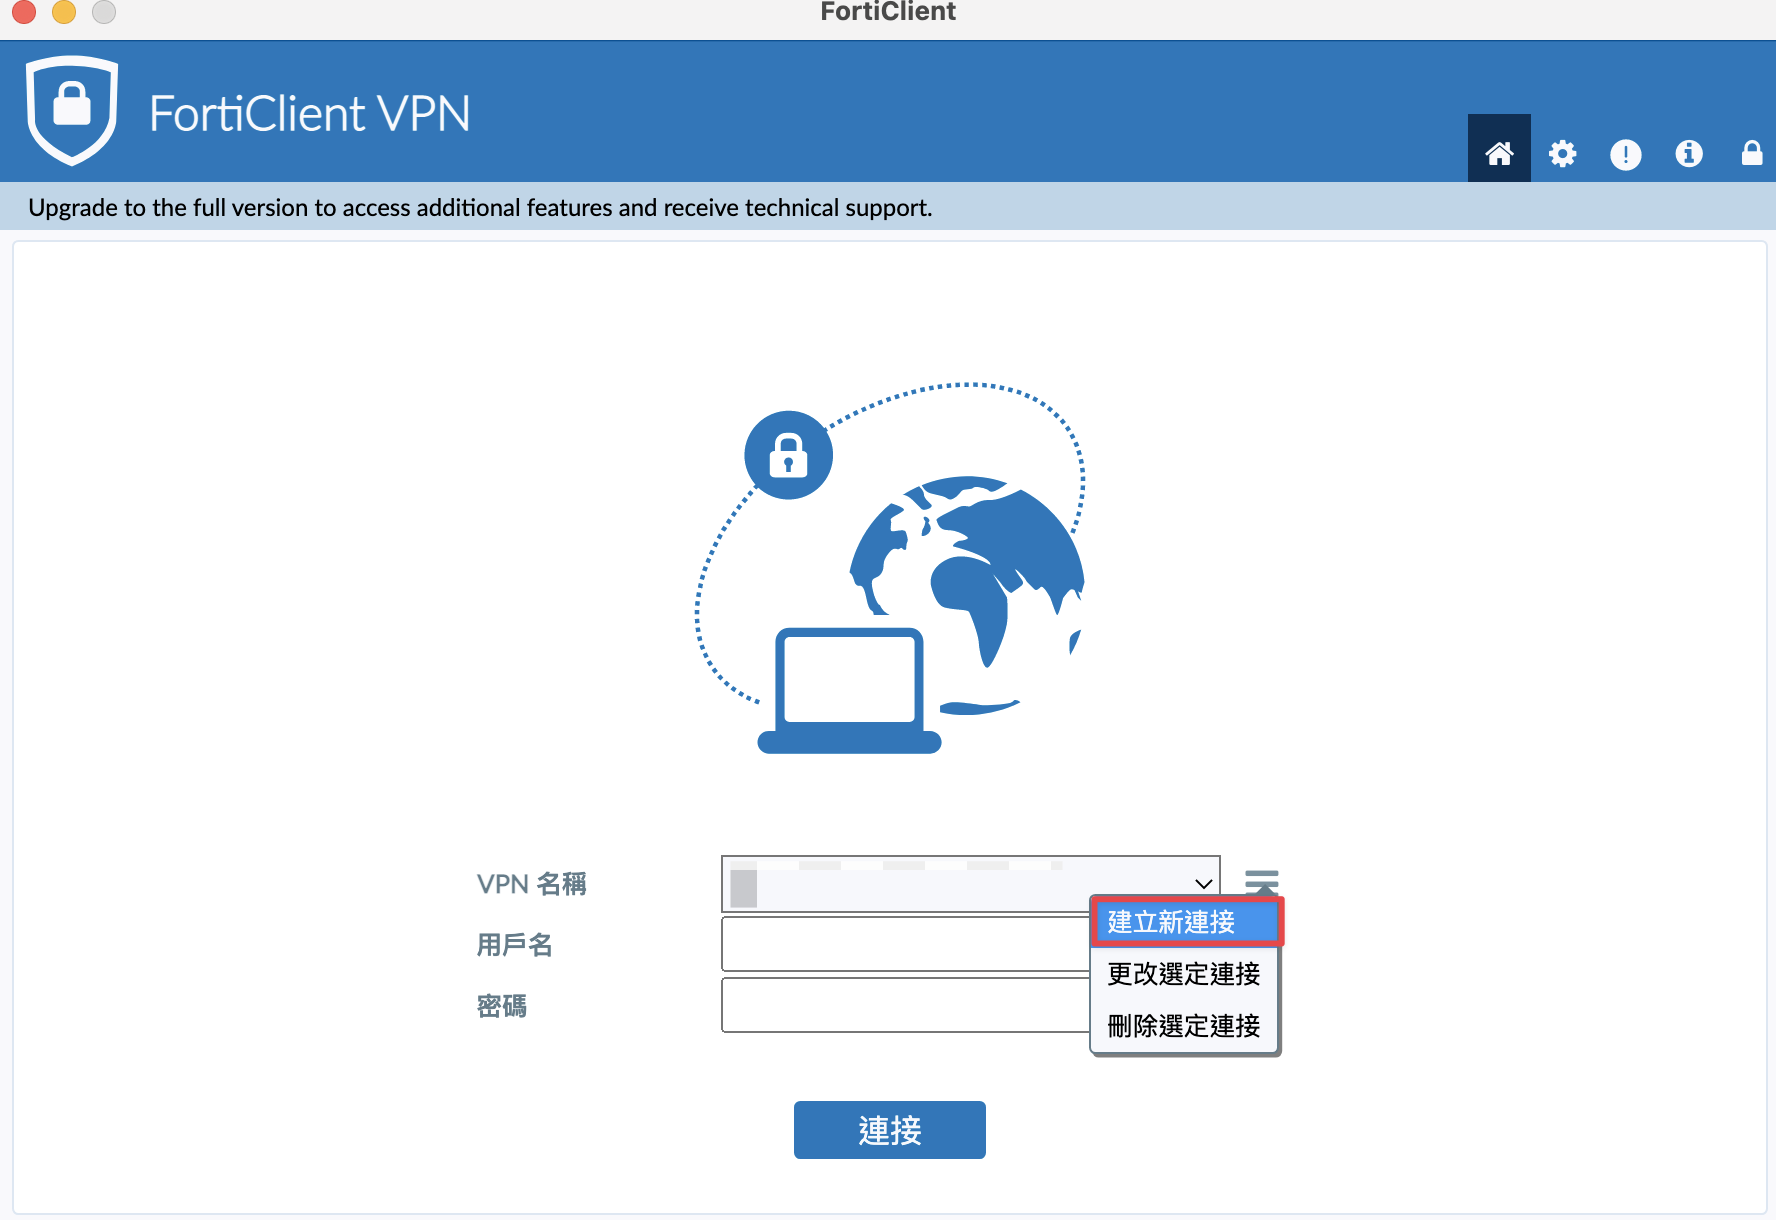 FortiClient
FortiClient VPN
Upgrade to the full version to access additional features and receive technical support.
VPN 名稱
建立新連接
用戶名
更改選定連接
密碼
刪除選定連接
連接